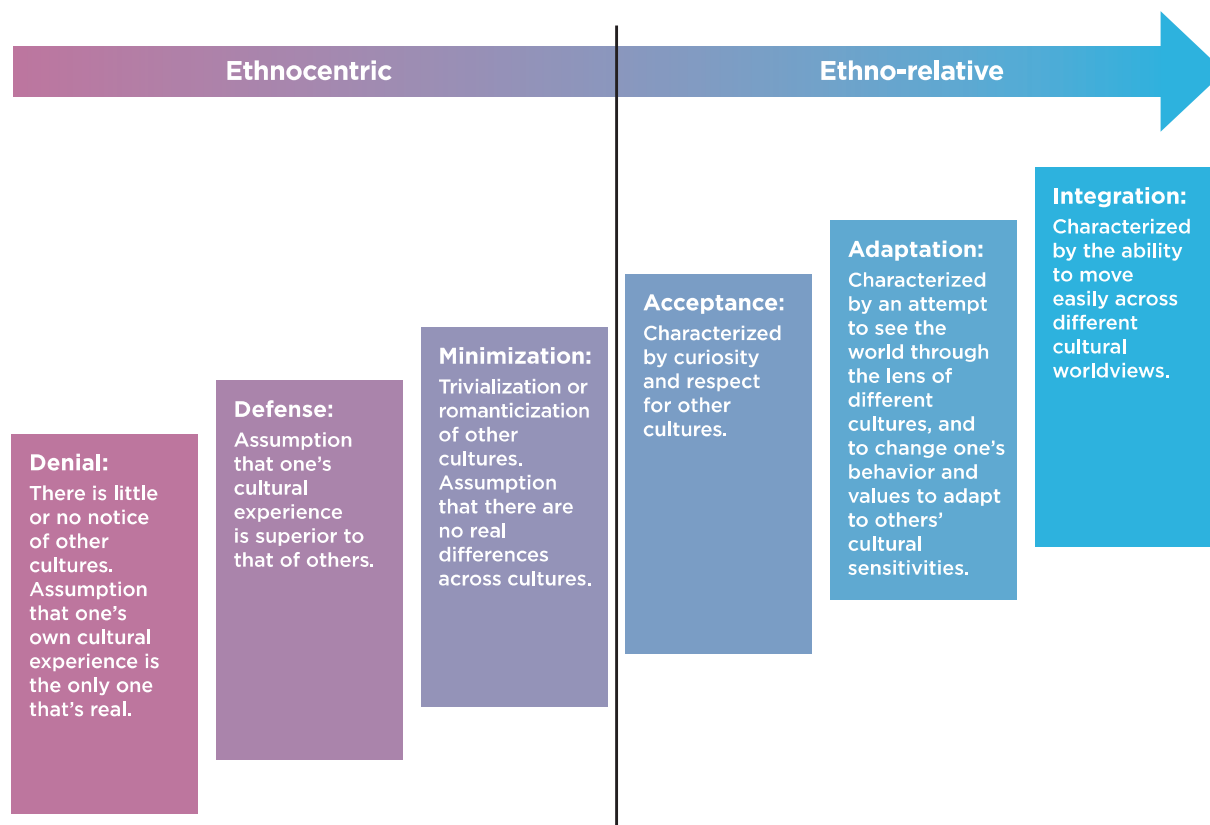 Ethnocentric
Ethno-relative
Denial:
There is little
or no notice
of other
cultures.
Assumption
that one's
own cultural
experience is
the only one
that's real.
Defense:
Assumption
that one's
cultural
experience
is superior to
that of others.
Minimization:
Trivialization or
romanticization
of other
cultures.
Assumption
that there are
no real
differences
across cultures.
Acceptance:
Characterized
by curiosity
and respect
for other
cultures.
Adaptation:
Characterized
by an attempt
to see the
world through
the lens of
different
cultures, and
to change one's
behavior and
values to adapt
to others'
cultural
sensitivities.
Integration:
Characterized
by the ability
to move
easily across
different
cultural
worldviews.